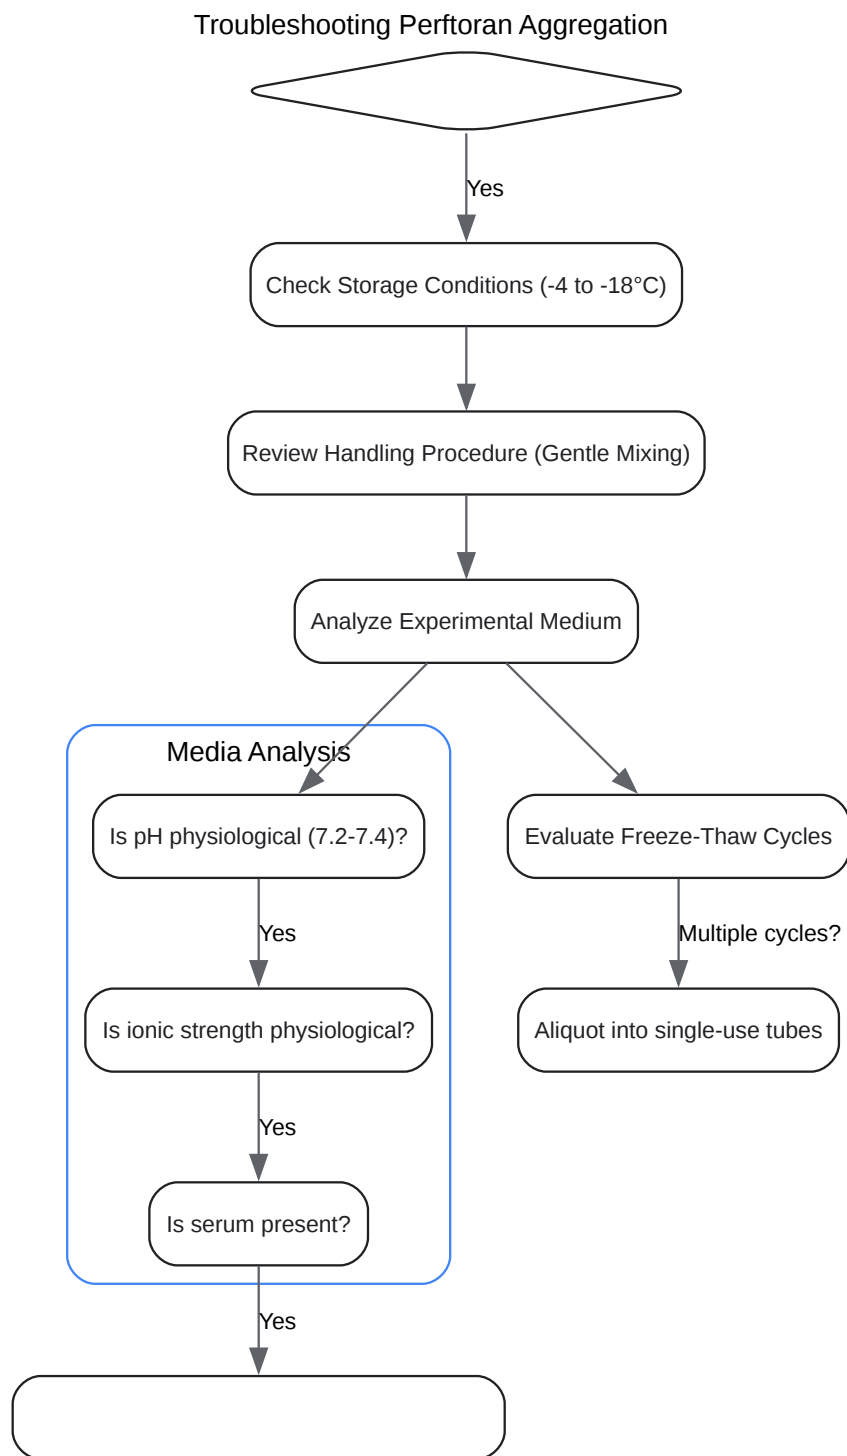 Troubleshooting Perftoran Aggregation
Yes
Check Storage Conditions (-4 to -18°C)
Review Handling Procedure (Gentle Mixing)
Analyze Experimental Medium
Media Analysis
Is pH physiological (7.2-7.4)?
Evaluate Freeze-Thaw Cycles
Yes
Multiple cycles?
Is ionic strength physiological?
Aliquot into single-use tubes
Yes
Is serum present?
Yes